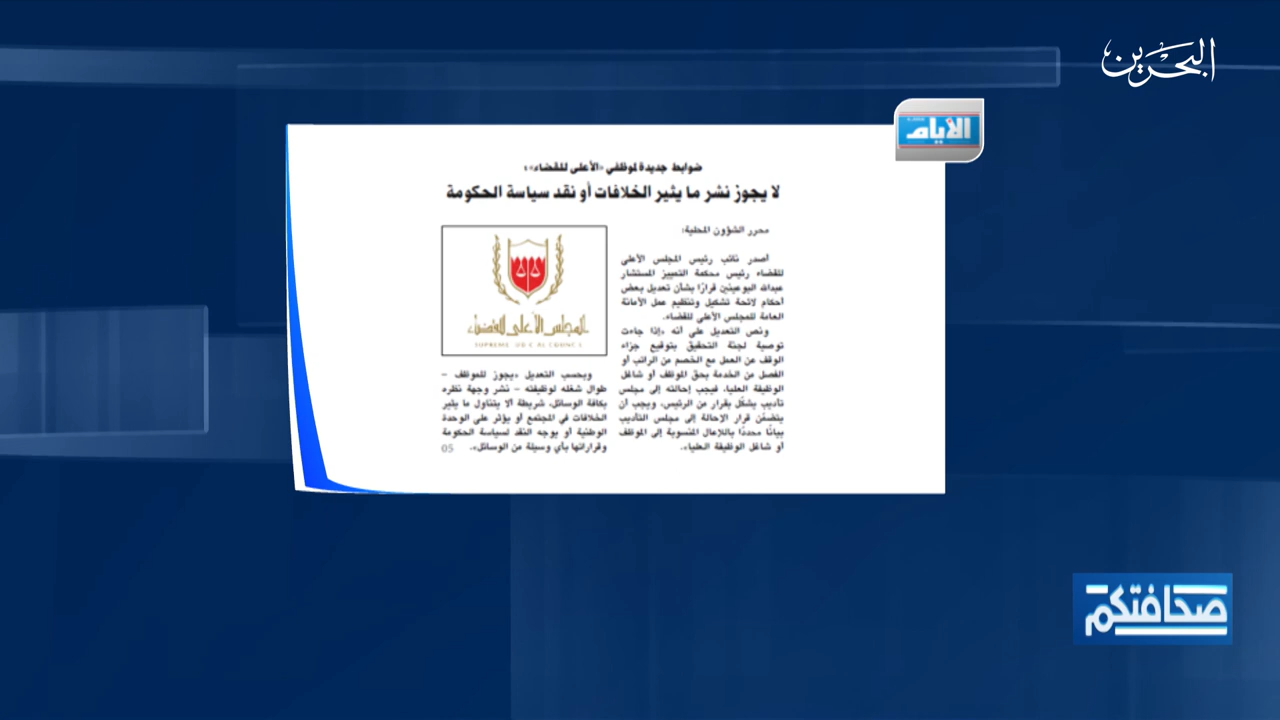 البحرين
الأيام
ضوابط جديدة لموظفي «الأعلى للقضاء»:
لا يجوز نشر ما يثير الخلافات أو نقد سياسة الحكومة
محرر الشؤون المحلية:
أصدر نائب رئيس المجلس الأعلى
للقضاء رئيس محكمة التمييز المستشار
عبدالله البوعينين قرارًا بشأن تعديل بعض
أحكام لائحة تشكيل وتنظيم عمل الأمانة
العامة للمجلس الأعلى للقضاء.
ونص التعديل على أنه «إذا جاءت
توصية لجنة التحقيق بتوقيع جزاء
الوقف عن العمل مع الخصم من الراتب أو
الفصل من الخدمة بحق الموظف أو شاغل
الوظيفة العليا، فيجب إحالته إلى مجلس
تأديب يشكّل بقرار من الرئيس، ويجب أن
يتضمّن قرار الإحالة إلى مجلس التأديب
بيانًا محددًا بالأفعال المنسوبة إلى الموظف
أو شاغل الوظيفة العليا».
المجلس الأعلى للقضاء
SUPREME JUDICIAL COUNCIL
وبحسب التعديل «يجوز للموظف –
طوال شغله لوظيفته – نشر وجهة نظره
بكافة الوسائل، شريطة ألا يتناول ما يثير
الخلافات في المجتمع أو يؤثر على الوحدة
الوطنية أو يوجه النقد لسياسة الحكومة
وقراراتها بأي وسيلة من الوسائل».
05
صحافتكم